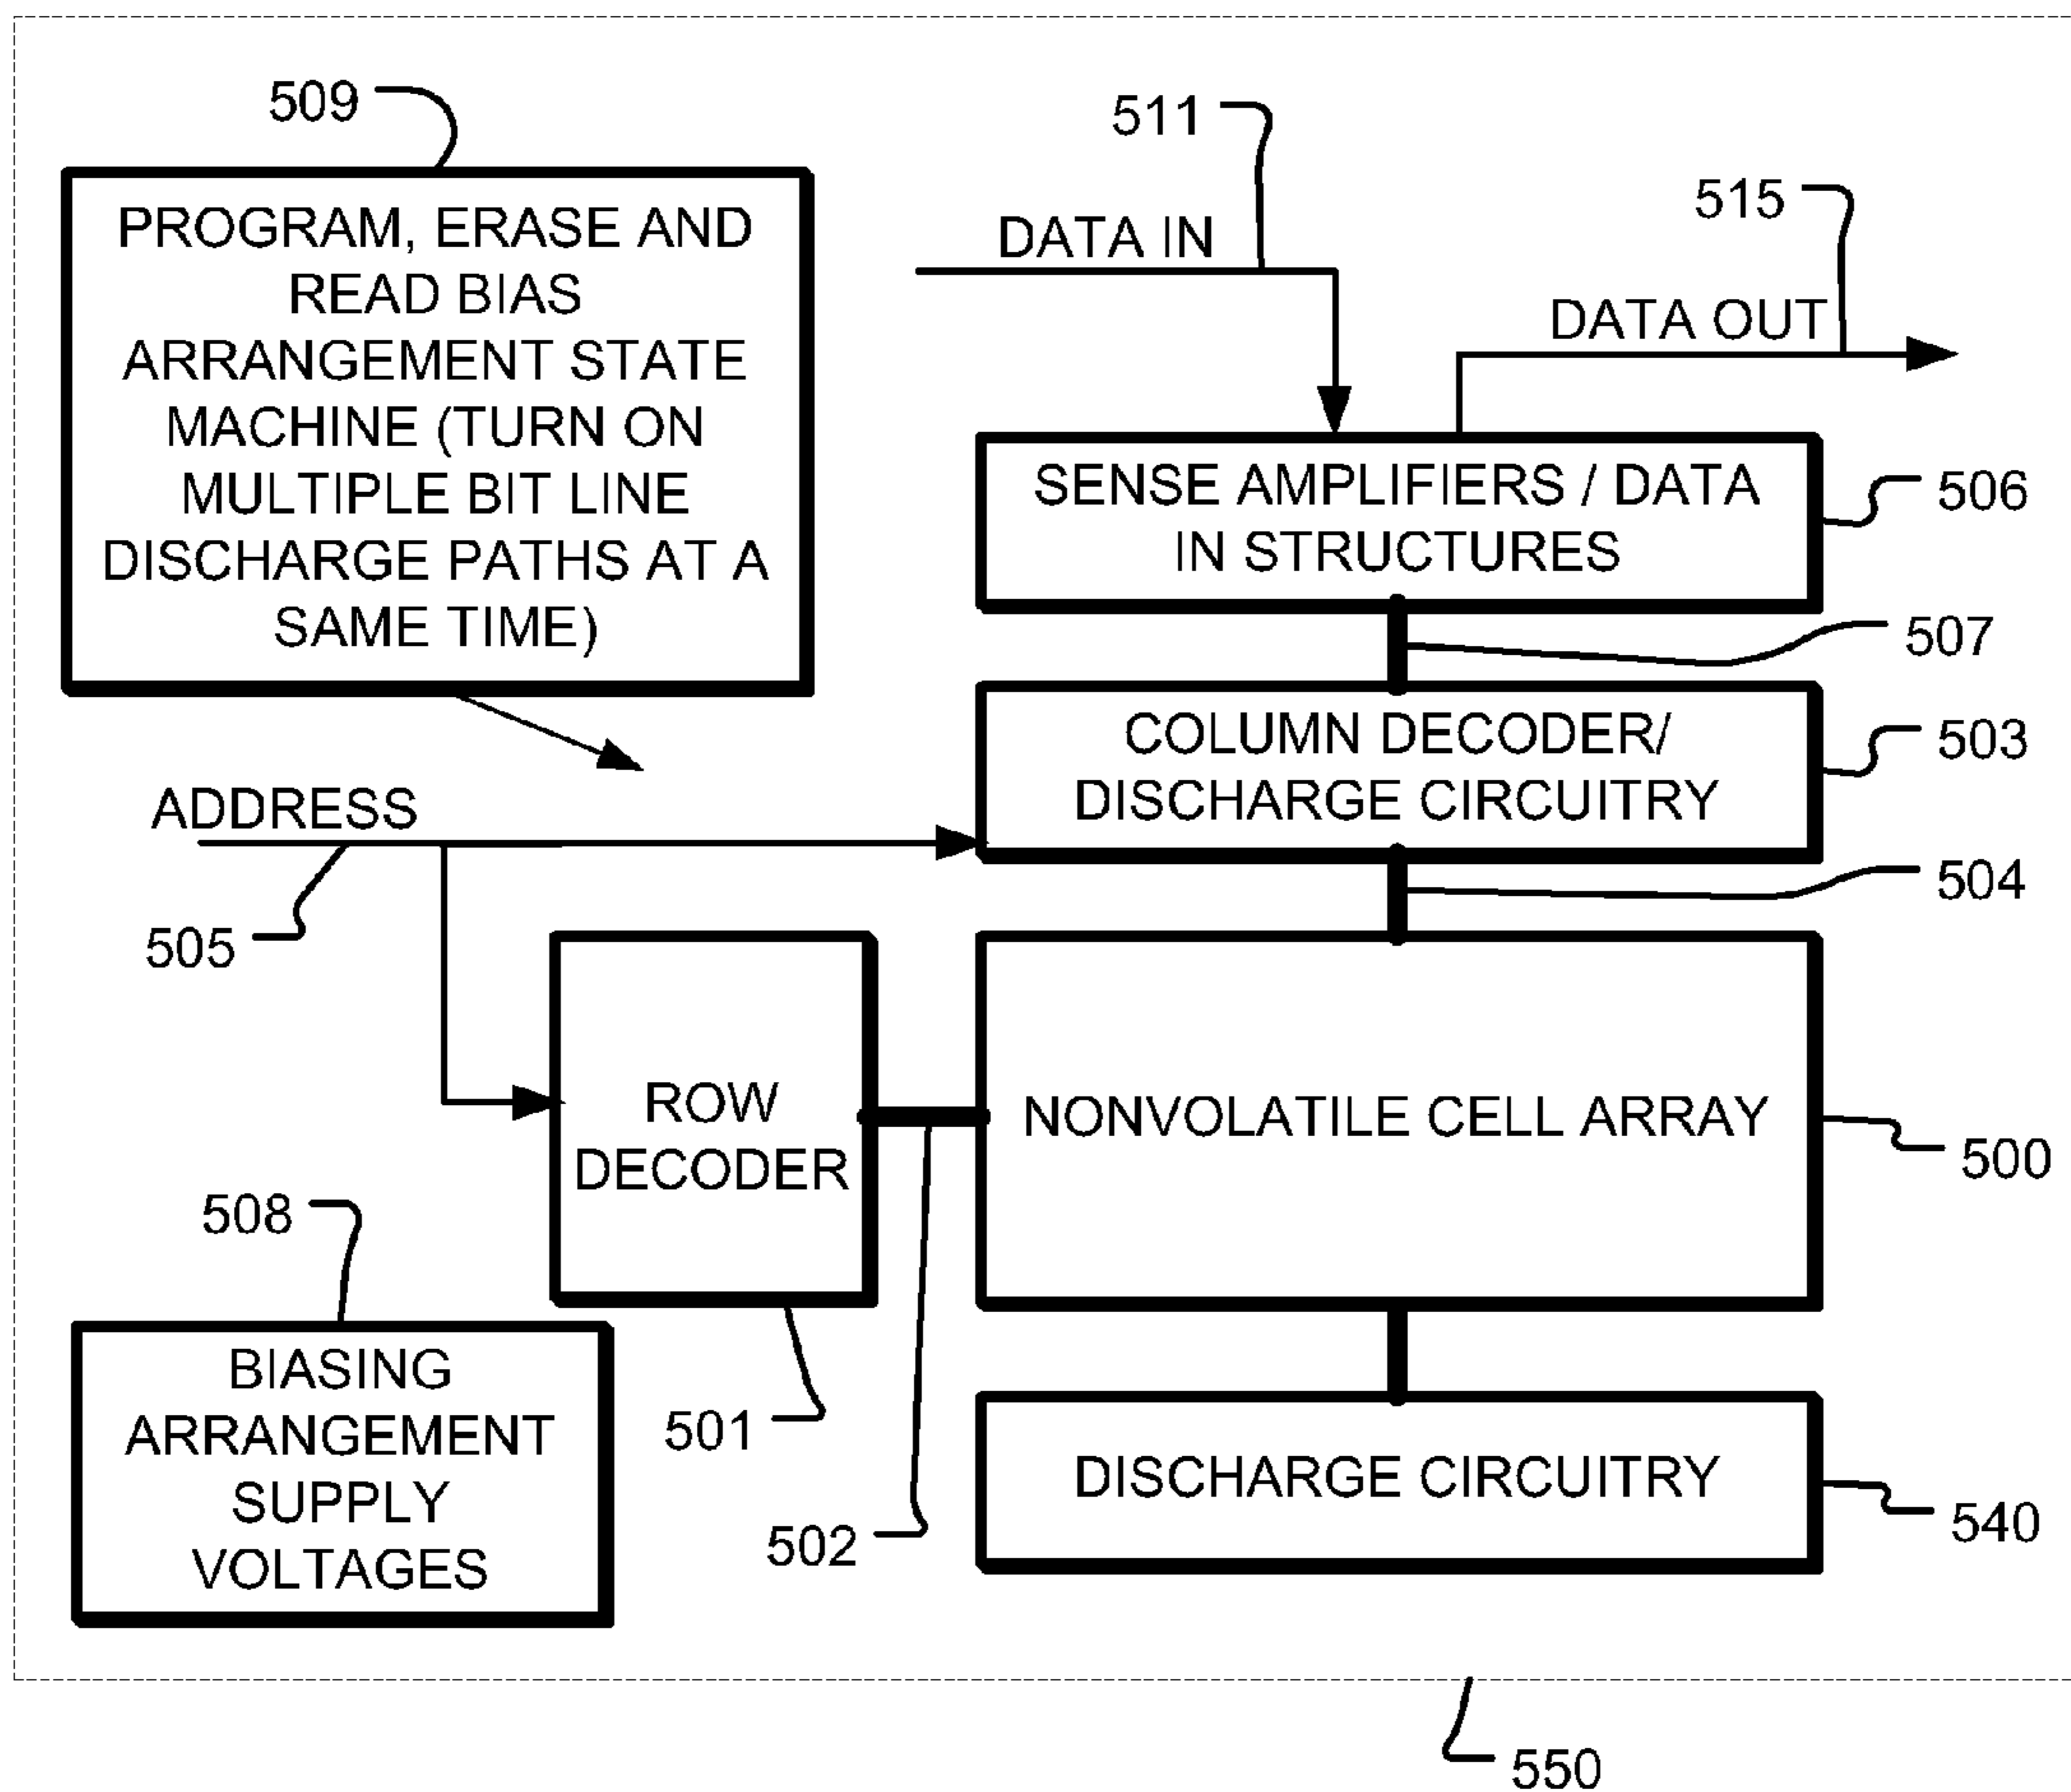 509
PROGRAM, ERASE AND
READ BIAS
ARRANGEMENT STATE
MACHINE (TURN ON
MULTIPLE BIT LINE
DISCHARGE PATHS AT A
SAME TIME)
511
DATA IN
515
DATA OUT
SENSE AMPLIFIERS / DATA
IN STRUCTURES
506
507
COLUMN DECODER/
DISCHARGE CIRCUITRY
503
ADDRESS
505
504
ROW
DECODER
NONVOLATILE CELL ARRAY
500
508
BIASING
ARRANGEMENT
SUPPLY
VOLTAGES
501
502
DISCHARGE CIRCUITRY
540
550